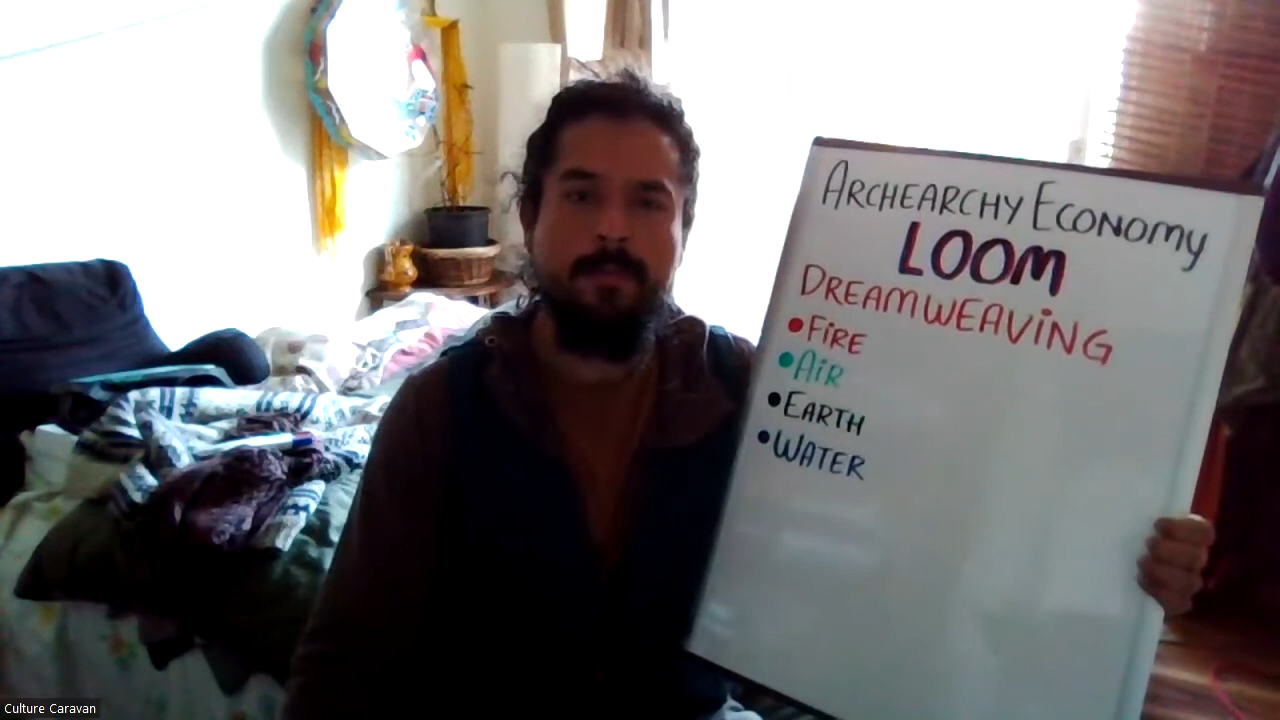 ARCHEARCHY ECONOMY
LOOM
DREAMWEAVING
• FIRE
• AIR
• EARTH
• WATER
Culture Caravan